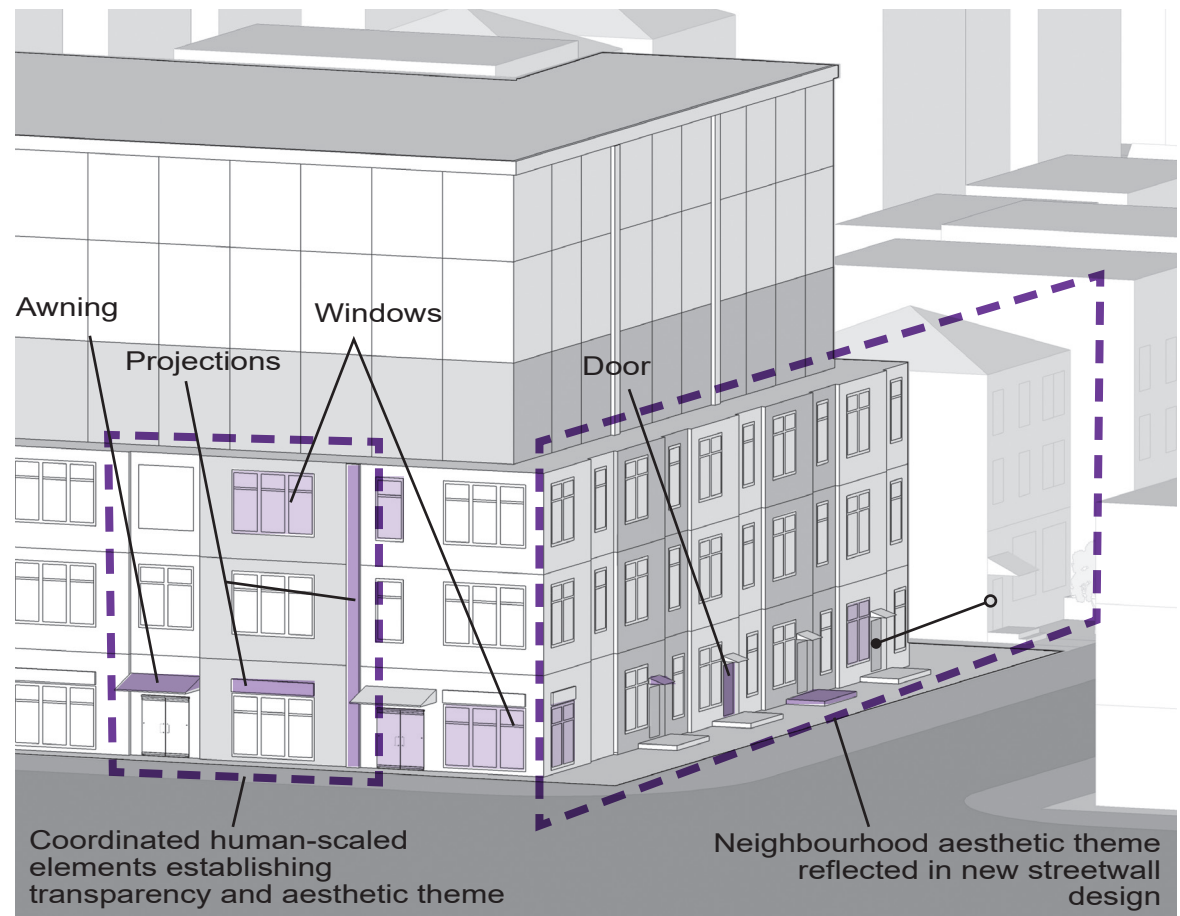 Awning
Windows
Projections
Door
Coordinated human-scaled
elements establishing
transparency and aesthetic theme
Neighbourhood aesthetic theme
reflected in new streetwall
design